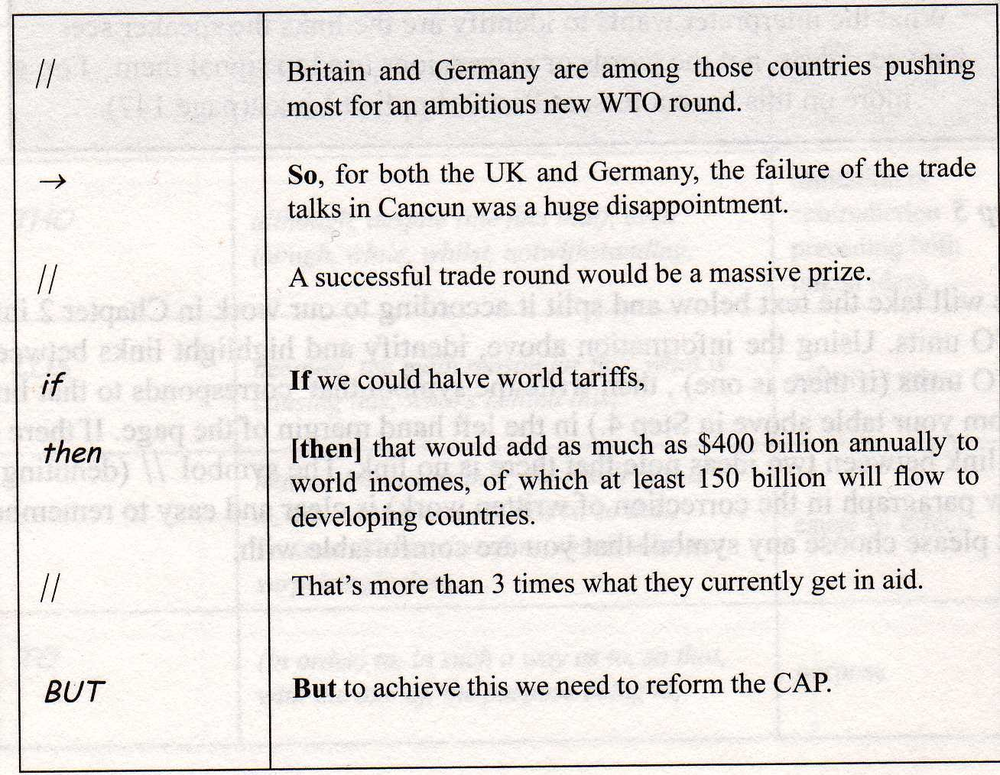 // Britain and Germany are among those countries pushing
most for an ambitious new WTO round.
→ So, for both the UK and Germany, the failure of the trade
talks in Cancun was a huge disappointment.
// A successful trade round would be a massive prize.
if If we could halve world tariffs,
then [then] that would add as much as $400 billion annually to
world incomes, of which at least 150 billion will flow to
developing countries.
// That's more than 3 times what they currently get in aid.
BUT But to achieve this we need to reform the CAP.